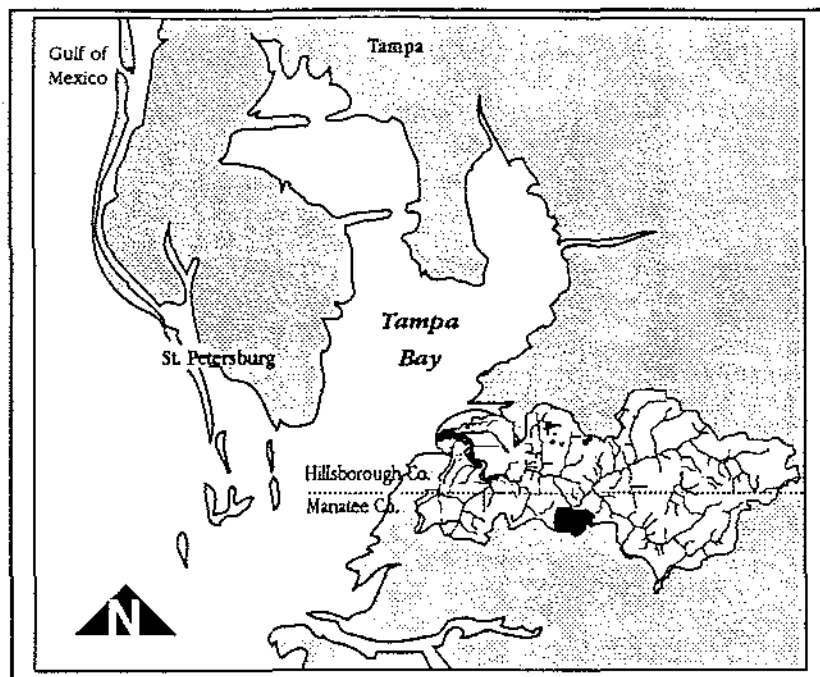 Gulf of
Mexico
Tampa
Tampa
Bay
St. Petersburg
Hillsborough Co.
Manatee Co.
N